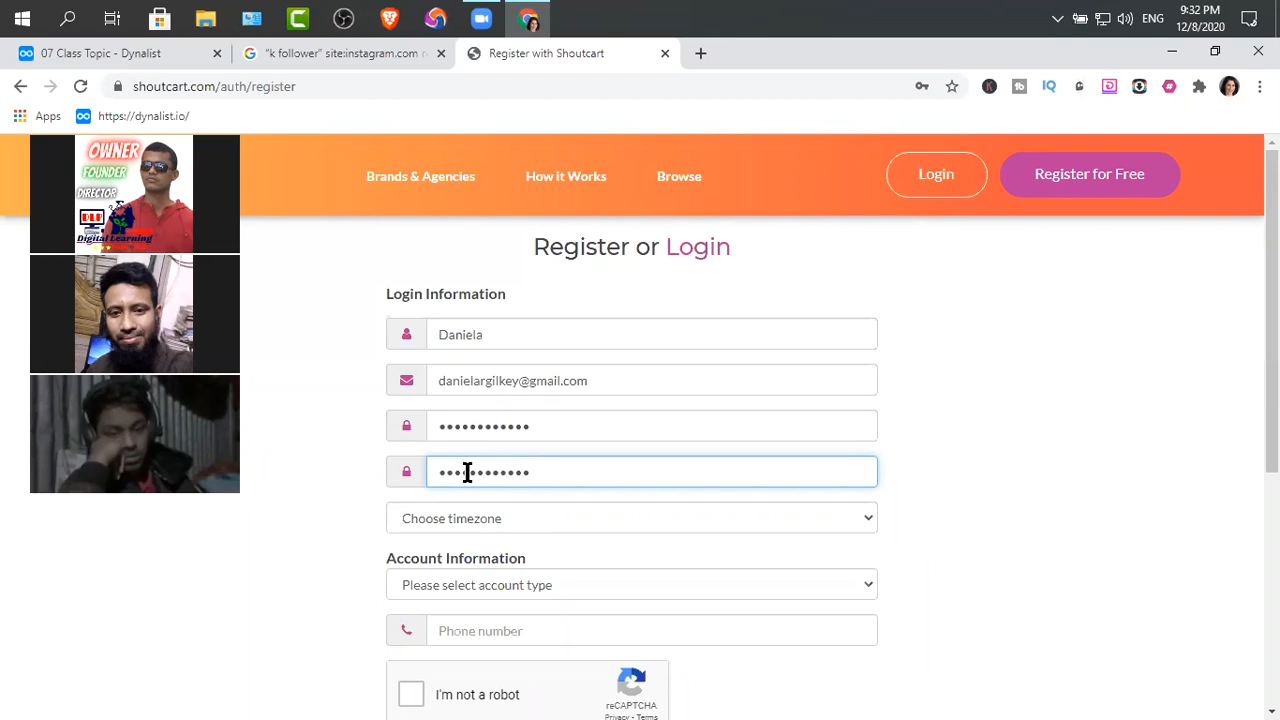 ENG
9:32 PM
12/8/2020
07 Class Topic - Dynalist
"k follower" site:instagram.com
Register with Shoutcart
shoutcart.com/auth/register
Apps
https://dynalist.io/
OWNER
FOUNDER
DIRECTOR
DLP
Digital Learning
Brands & Agencies
How it Works
Browse
Login
Register for Free
Register or Login
Login Information
Daniela
danielargilkey@gmail.com
••••••••••••
••••••••••••
Choose timezone
Account Information
Please select account type
Phone number
I'm not a robot
reCAPTCHA
Privacy - Terms